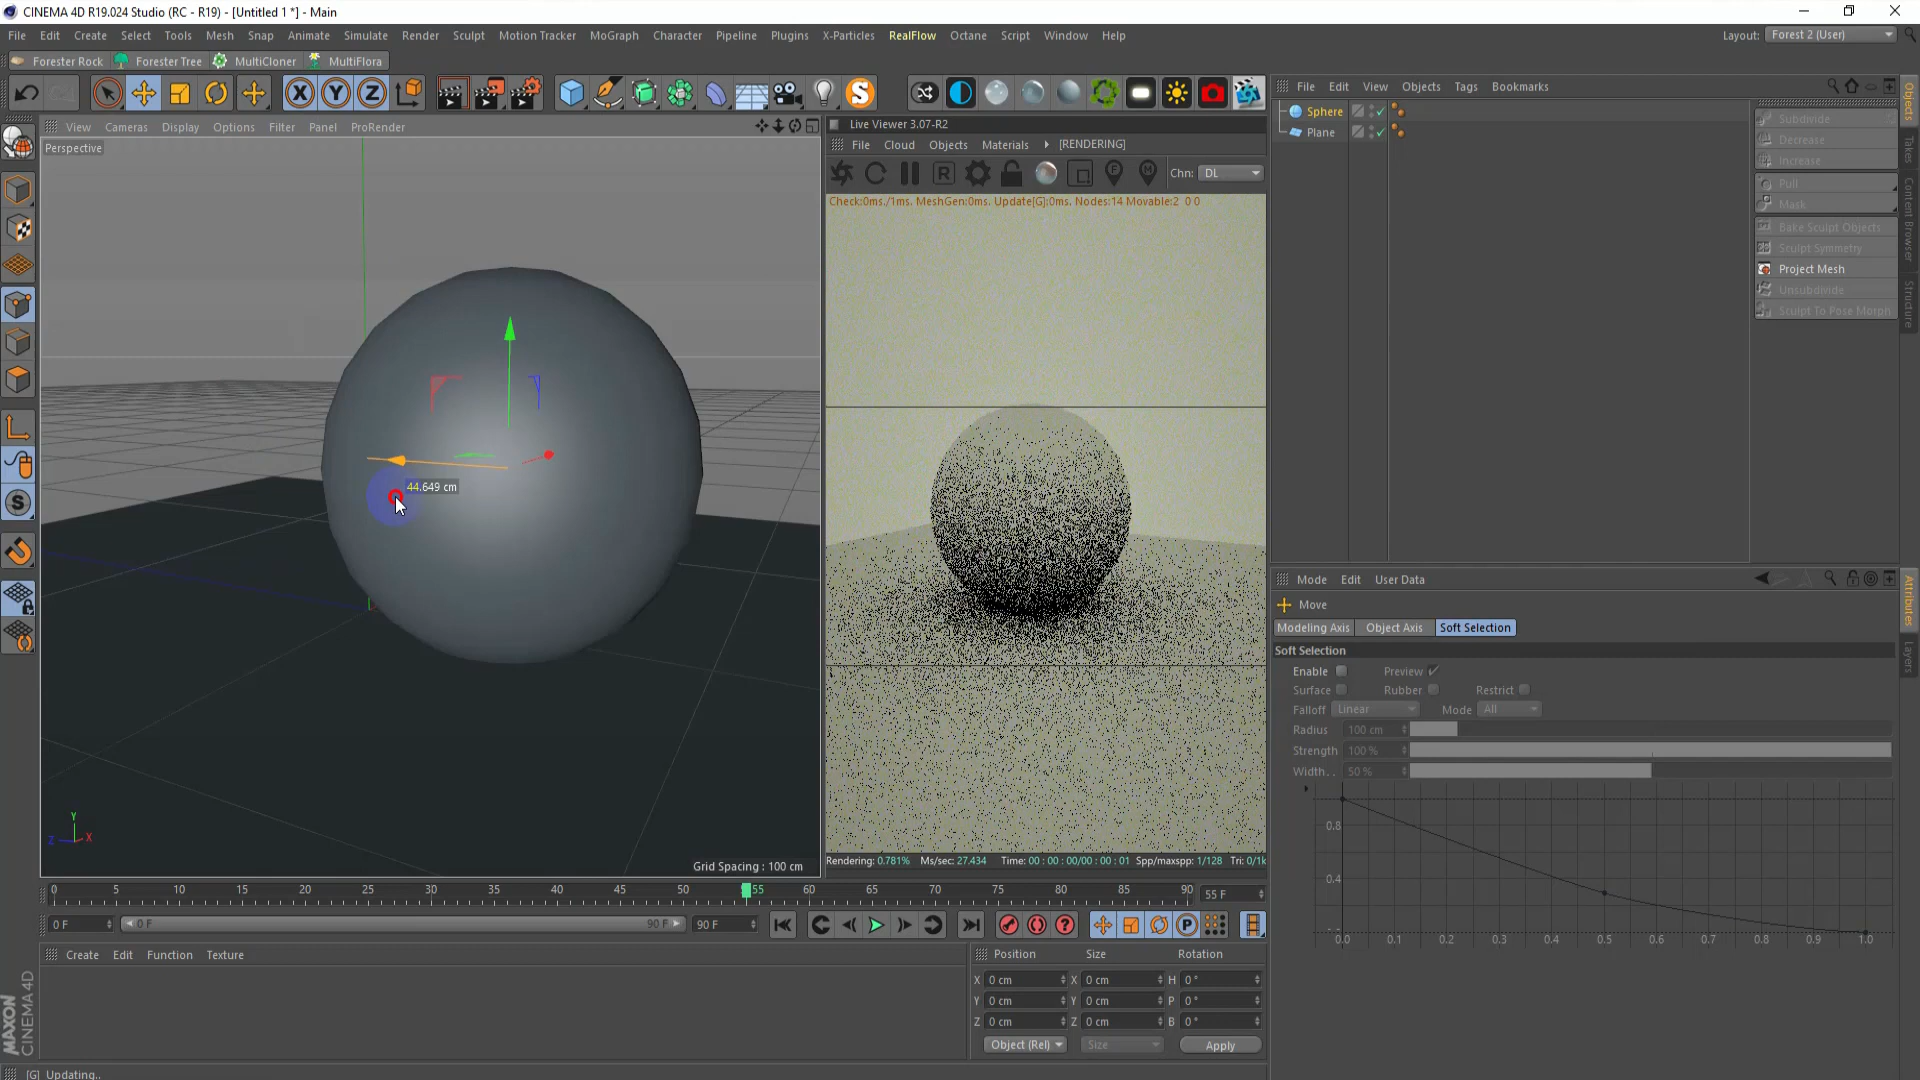 CINEMA 4D R19.024 Studio (RC - R19) - [Untitled 1 *] - Main
File Edit Create Select Tools Mesh Snap Animate Simulate Render Sculpt Motion Tracker MoGraph Character Pipeline Plugins X-Particles RealFlow Octane Script Window Help
Layout: Forest 2 (User)
Forester Rock Forester Tree MultiCloner MultiFlora
X Y Z
File Edit View Objects Tags Bookmarks
View Cameras Display Options Filter Panel ProRender
Live Viewer 3.07-R2
Perspective
File Cloud Objects Materials [RENDERING]
Chn: DL
Check:0ms./1ms. MeshGen:0ms. Update[G]:0ms. Nodes:14 Movable:2 0 0
Sphere
Plane
Subdivide
Decrease
Increase
Pull
Mask
Bake Sculpt Objects
Sculpt Symmetry
Project Mesh
Unsubdivide
Sculpt To Pose Morph
Objects
Takes
Content Browser
Structure
44.649 cm
Y
Z X
Grid Spacing : 100 cm
Rendering: 0.781% Ms/sec: 27.434 Time: 00 : 00 : 00/00 : 00 : 01 Spp/maxspp: 1/128 Tri: 0/1k
Mode Edit User Data
Move
Modeling Axis Object Axis Soft Selection
Soft Selection
Enable Preview
Surface Rubber Restrict
Falloff Linear Mode All
Radius 100 cm
Strength 100 %
Width. . 50 %
0.8
0.4
0.0 0.1 0.2 0.3 0.4 0.5 0.6 0.7 0.8 0.9 1.0
Attributes
Layers
0 5 10 15 20 25 30 35 40 45 50 55 60 65 70 75 80 85 90 55 F
0 F 0 F 90 F 90 F
Create Edit Function Texture
Position Size Rotation
X 0 cm X 0 cm H 0 °
Y 0 cm Y 0 cm P 0 °
Z 0 cm Z 0 cm B 0 °
Object (Rel) Size Apply
MAXON
CINEMA 4D
[G] Updating..